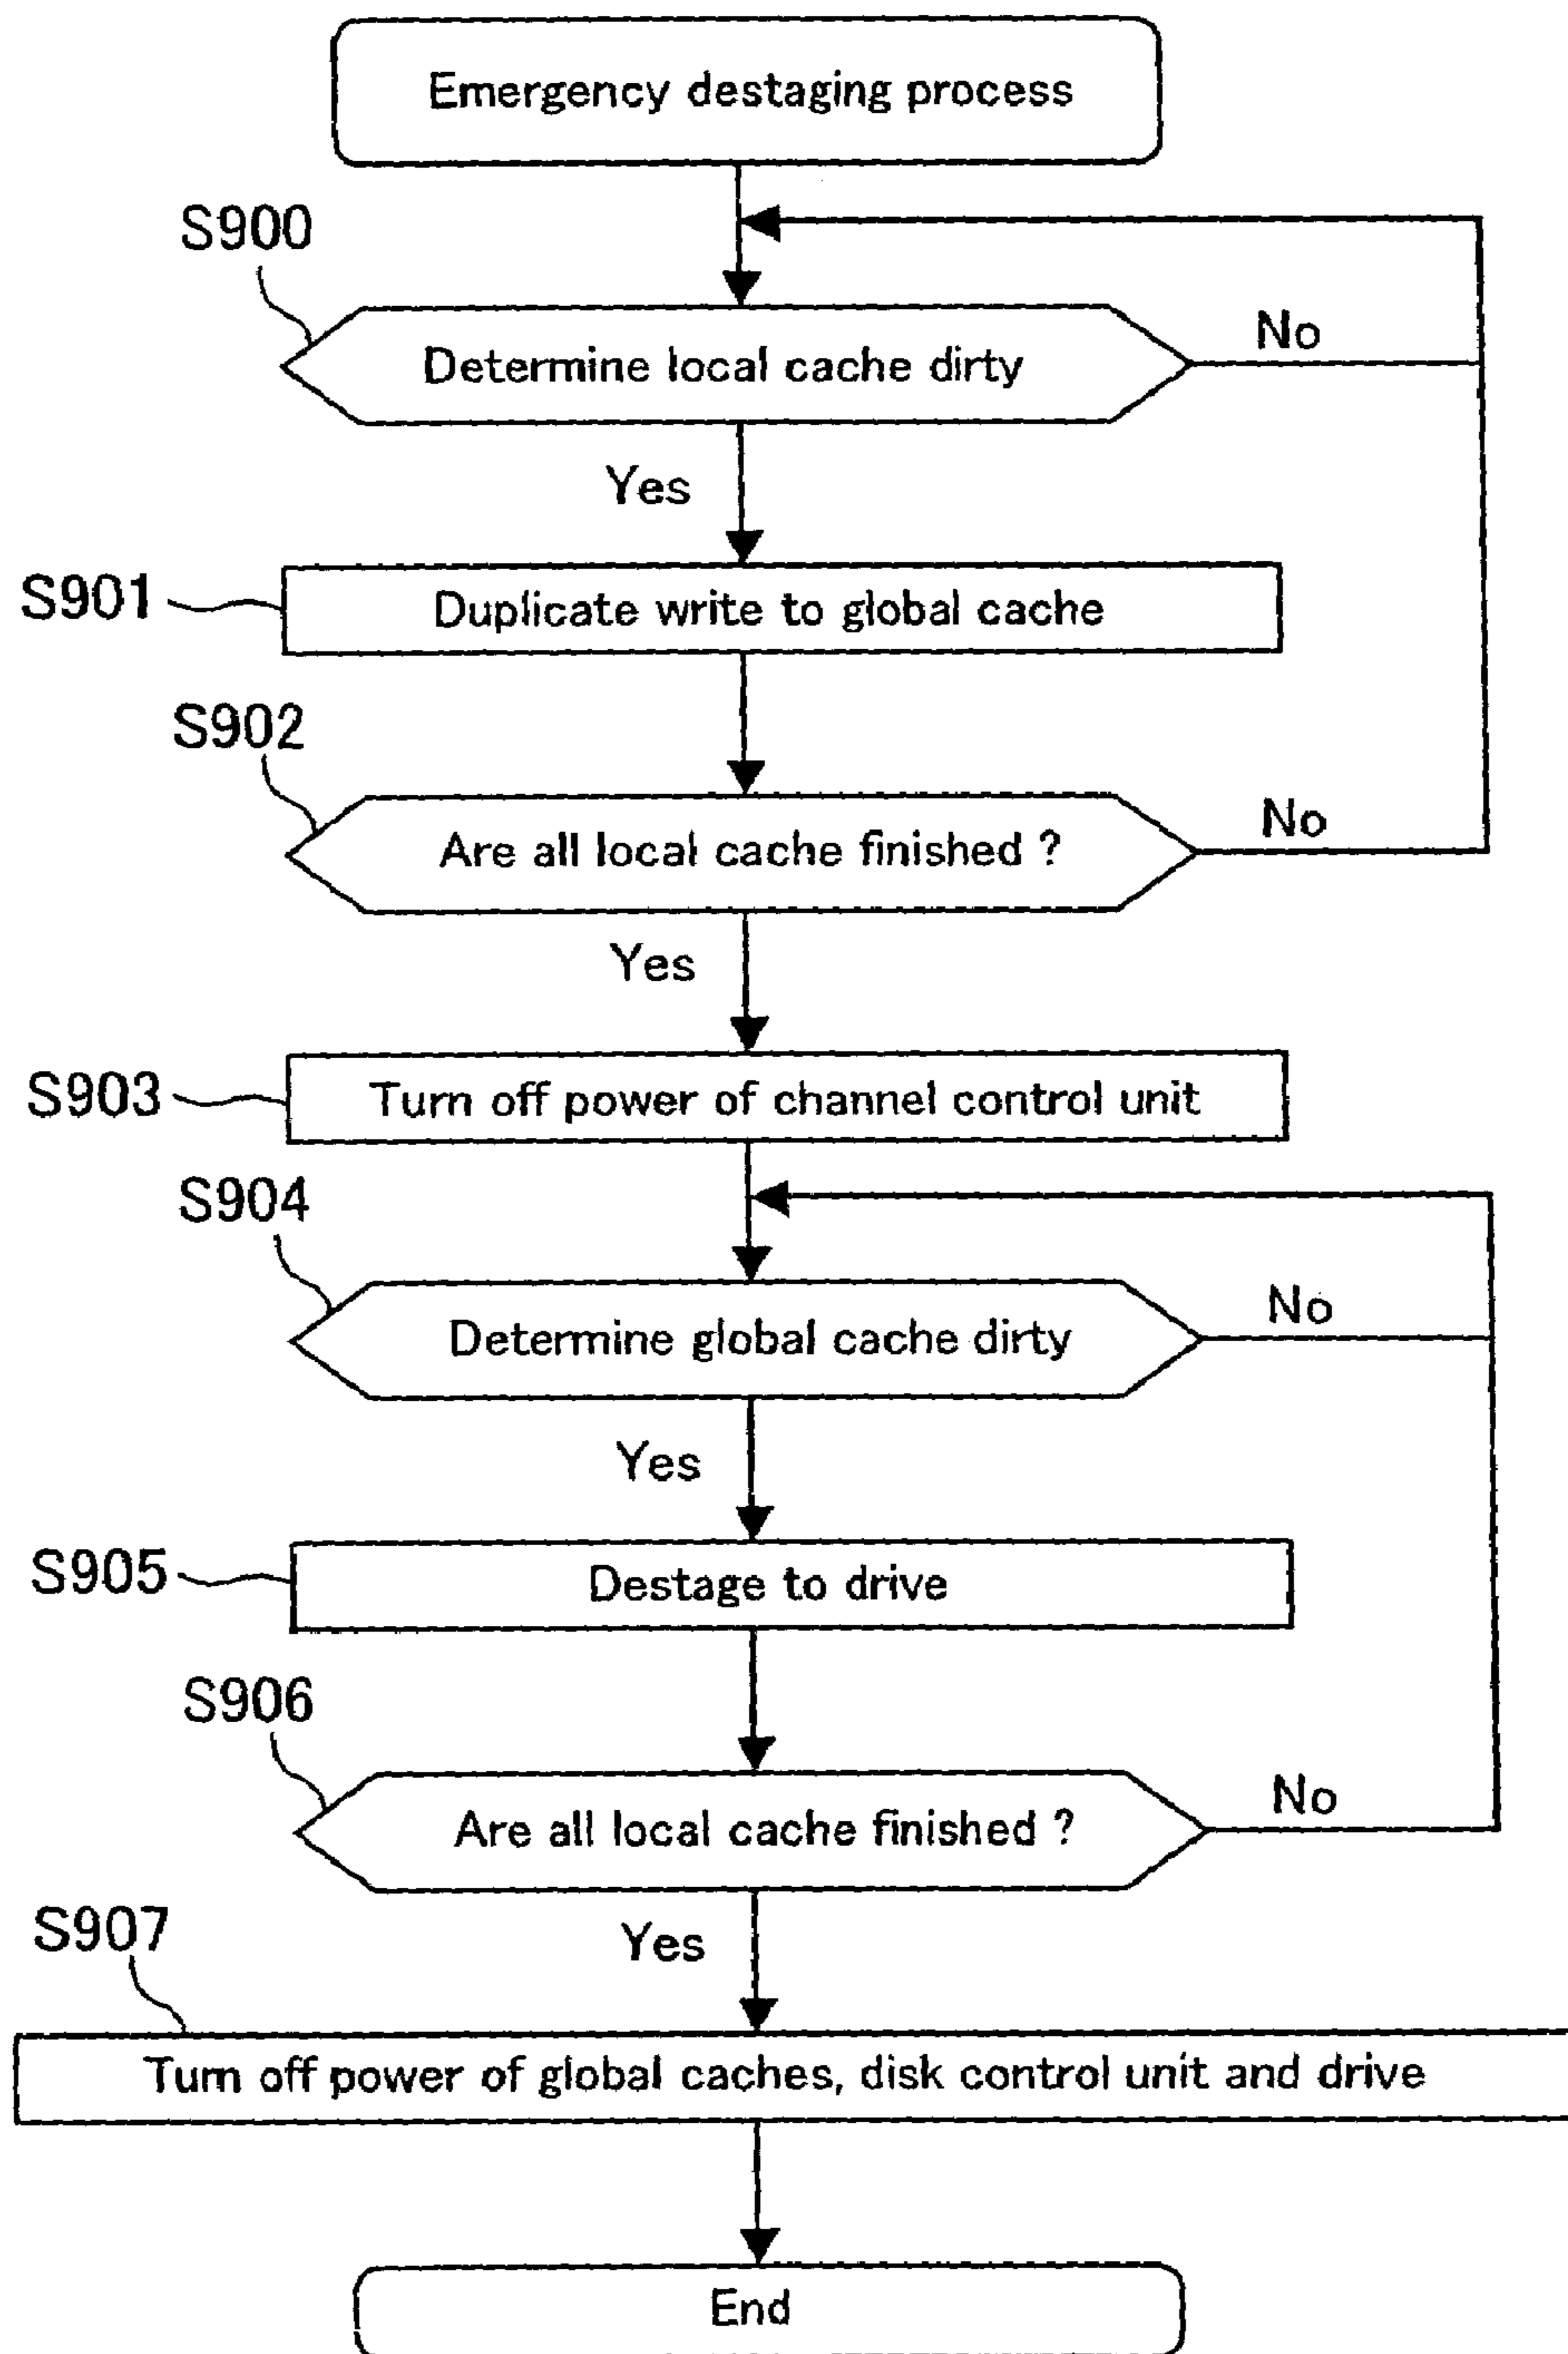 Emergency destaging process
S900
Determine local cache dirty
No
Yes
S901
Duplicate write to global cache
S902
Are all local cache finished ?
No
Yes
S903
Turn off power of channel control unit
S904
Determine global cache dirty
No
Yes
S905
Destage to drive
S906
Are all local cache finished ?
No
Yes
S907
Turn off power of global caches, disk control unit and drive
End